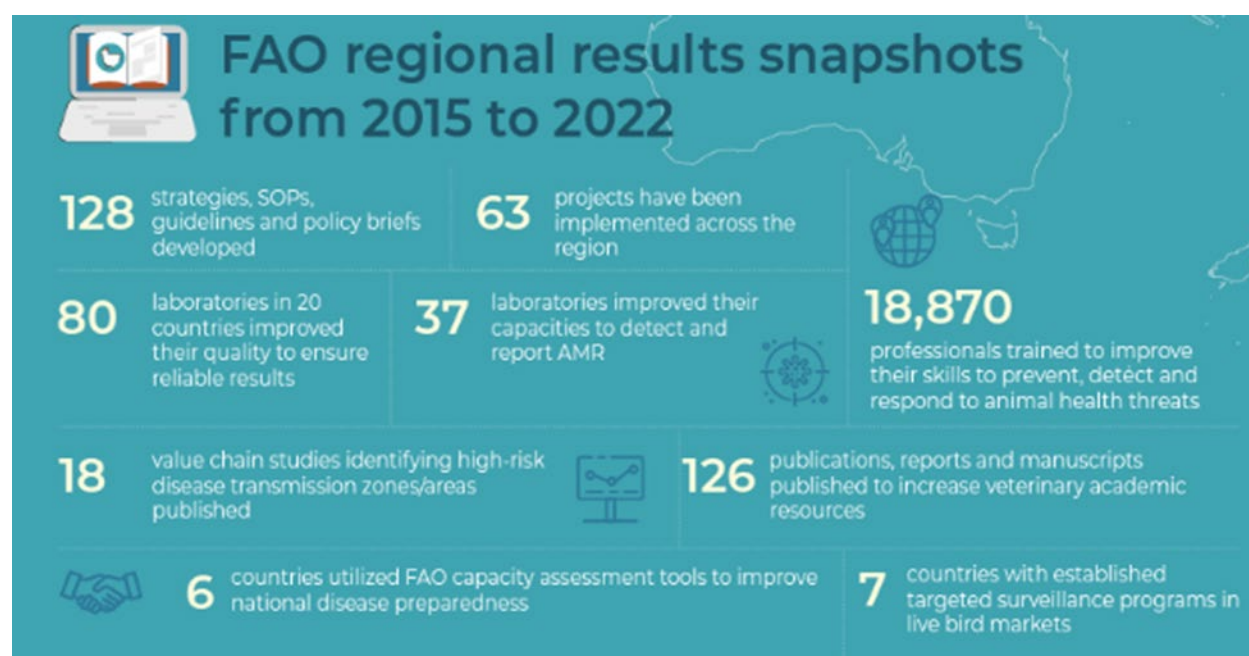 FAO regional results snapshots
from 2015 to 2022
128
strategies, SOPs,
guidelines and policy briefs
developed
63
projects have been
implemented across the
region
80
laboratories in 20
countries improved
their quality to ensure
reliable results
37
laboratories improved their
capacities to detect and
report AMR
18,870
professionals trained to improve
their skills to prevent, detect and
respond to animal health threats
18
value chain studies identifying high-risk
disease transmission zones/areas
published
126
publications, reports and manuscripts
published to increase veterinary academic
resources
6
countries utilized FAO capacity assessment tools to improve
national disease preparedness
7
countries with established
targeted surveillance programs in
live bird markets